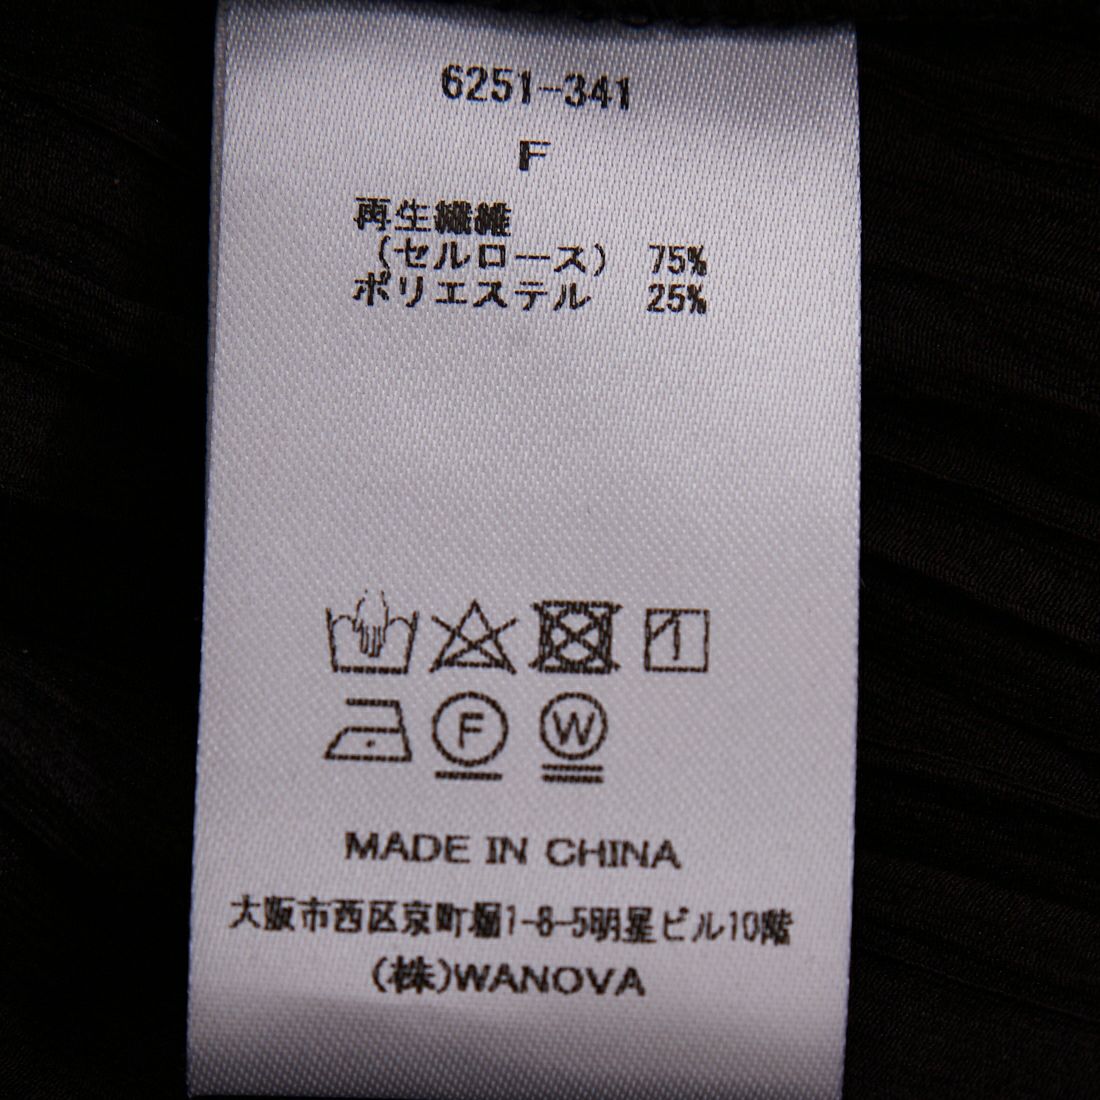 6251-341
F
再生繊維
(セルロース) 75%
ポリエステル 25%
F
W
MADE IN CHINA
大阪市西区京町堀1-8-5明星ビル10階
(株)WANOVA